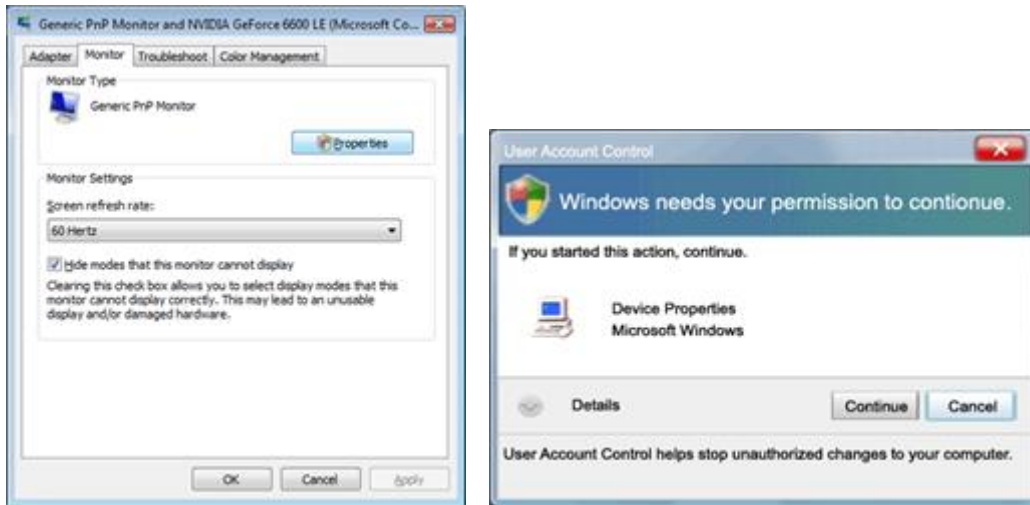 Generic PnP Monitor and NVIDIA GeForce 6600 LE (Microsoft Co...
Adapter Monitor Troubleshoot Color Management
Monitor Type
Generic PnP Monitor
Properties
Monitor Settings
Screen refresh rate:
60 Hertz
Hide modes that this monitor cannot display
Clearing this check box allows you to select display modes that this
monitor cannot display correctly. This may lead to an unusable
display and/or damaged hardware.
OK Cancel Apply
User Account Control
Windows needs your permission to contionue.
If you started this action, continue.
Device Properties
Microsoft Windows
Details Continue Cancel
User Account Control helps stop unauthorized changes to your computer.